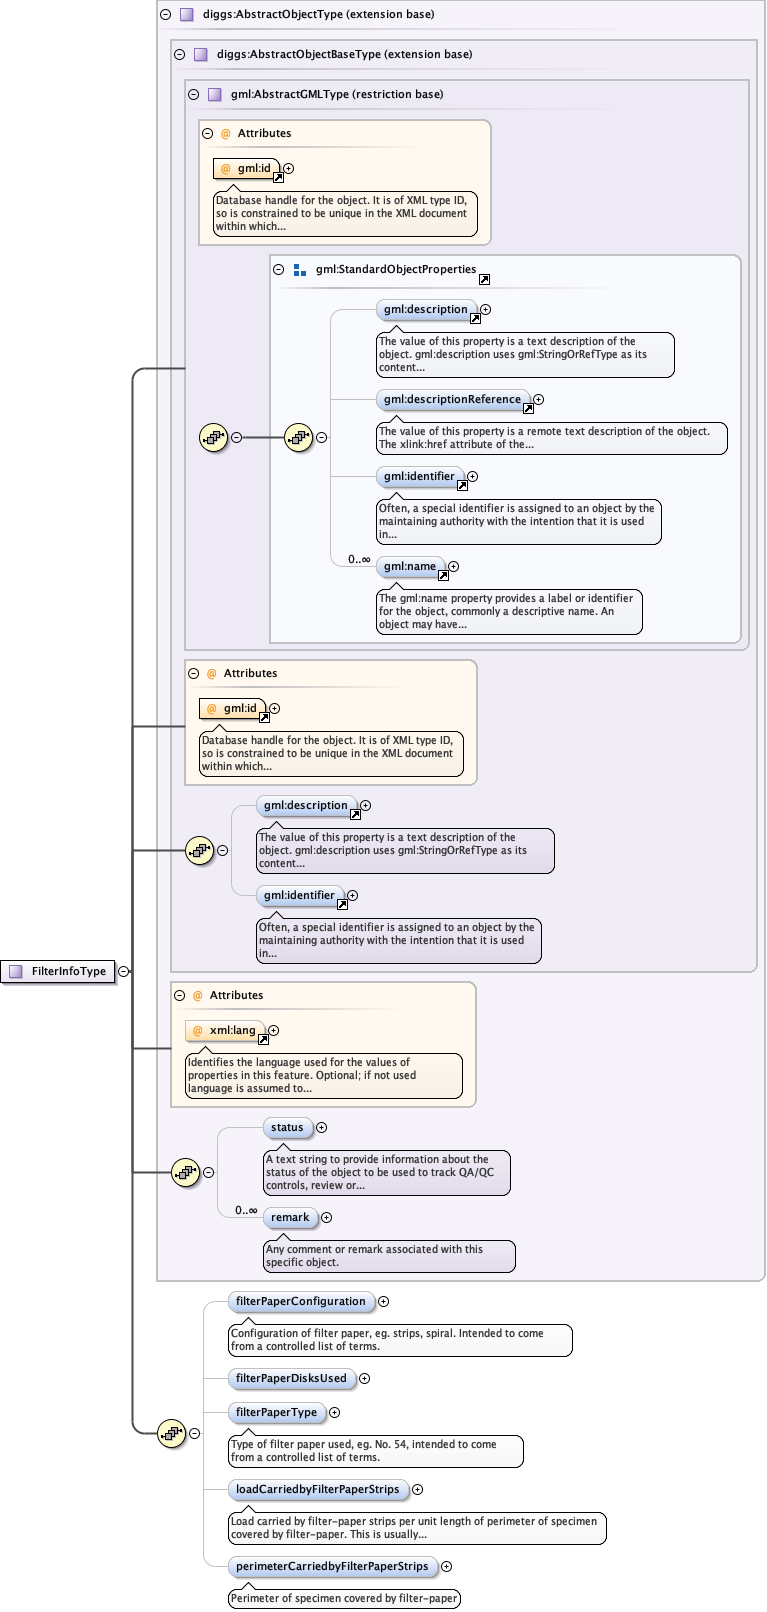 diggs:AbstractObjectType (extension base)
diggs:AbstractObjectBaseType (extension base)
gml:AbstractGMLType (restriction base)
@ Attributes
@ gml:id
Database handle for the object. It is of XML type ID,
so is constrained to be unique in the XML document
within which...
gml:StandardObjectProperties
gml:description
The value of this property is a text description of the
object. gml:description uses gml:StringOrRefType as its
content...
gml:descriptionReference
The value of this property is a remote text description of the object.
The xlink:href attribute of the...
gml:identifier
Often, a special identifier is assigned to an object by the
maintaining authority with the intention that it is used
in...
0..∞
gml:name
The gml:name property provides a label or identifier
for the object, commonly a descriptive name. An
object may have...
@ Attributes
@ gml:id
Database handle for the object. It is of XML type ID,
so is constrained to be unique in the XML document
within which...
gml:description
The value of this property is a text description of the
object. gml:description uses gml:StringOrRefType as its
content...
gml:identifier
Often, a special identifier is assigned to an object by the
maintaining authority with the intention that it is used
in...
FilterInfoType
@ Attributes
@ xml:lang
Identifies the language used for the values of
properties in this feature. Optional; if not used
language is assumed to...
status
A text string to provide information about the
status of the object to be used to track QA/QC
controls, review or...
0..∞
remark
Any comment or remark associated with this
specific object.
filterPaperConfiguration
Configuration of filter paper, eg. strips, spiral. Intended to come
from a controlled list of terms.
filterPaperDisksUsed
filterPaperType
Type of filter paper used, eg. No. 54, intended to come
from a controlled list of terms.
loadCarriedbyFilterPaperStrips
Load carried by filter-paper strips per unit length of perimeter of specimen
covered by filter-paper. This is usually...
perimeterCarriedbyFilterPaperStrips
Perimeter of specimen covered by filter-paper